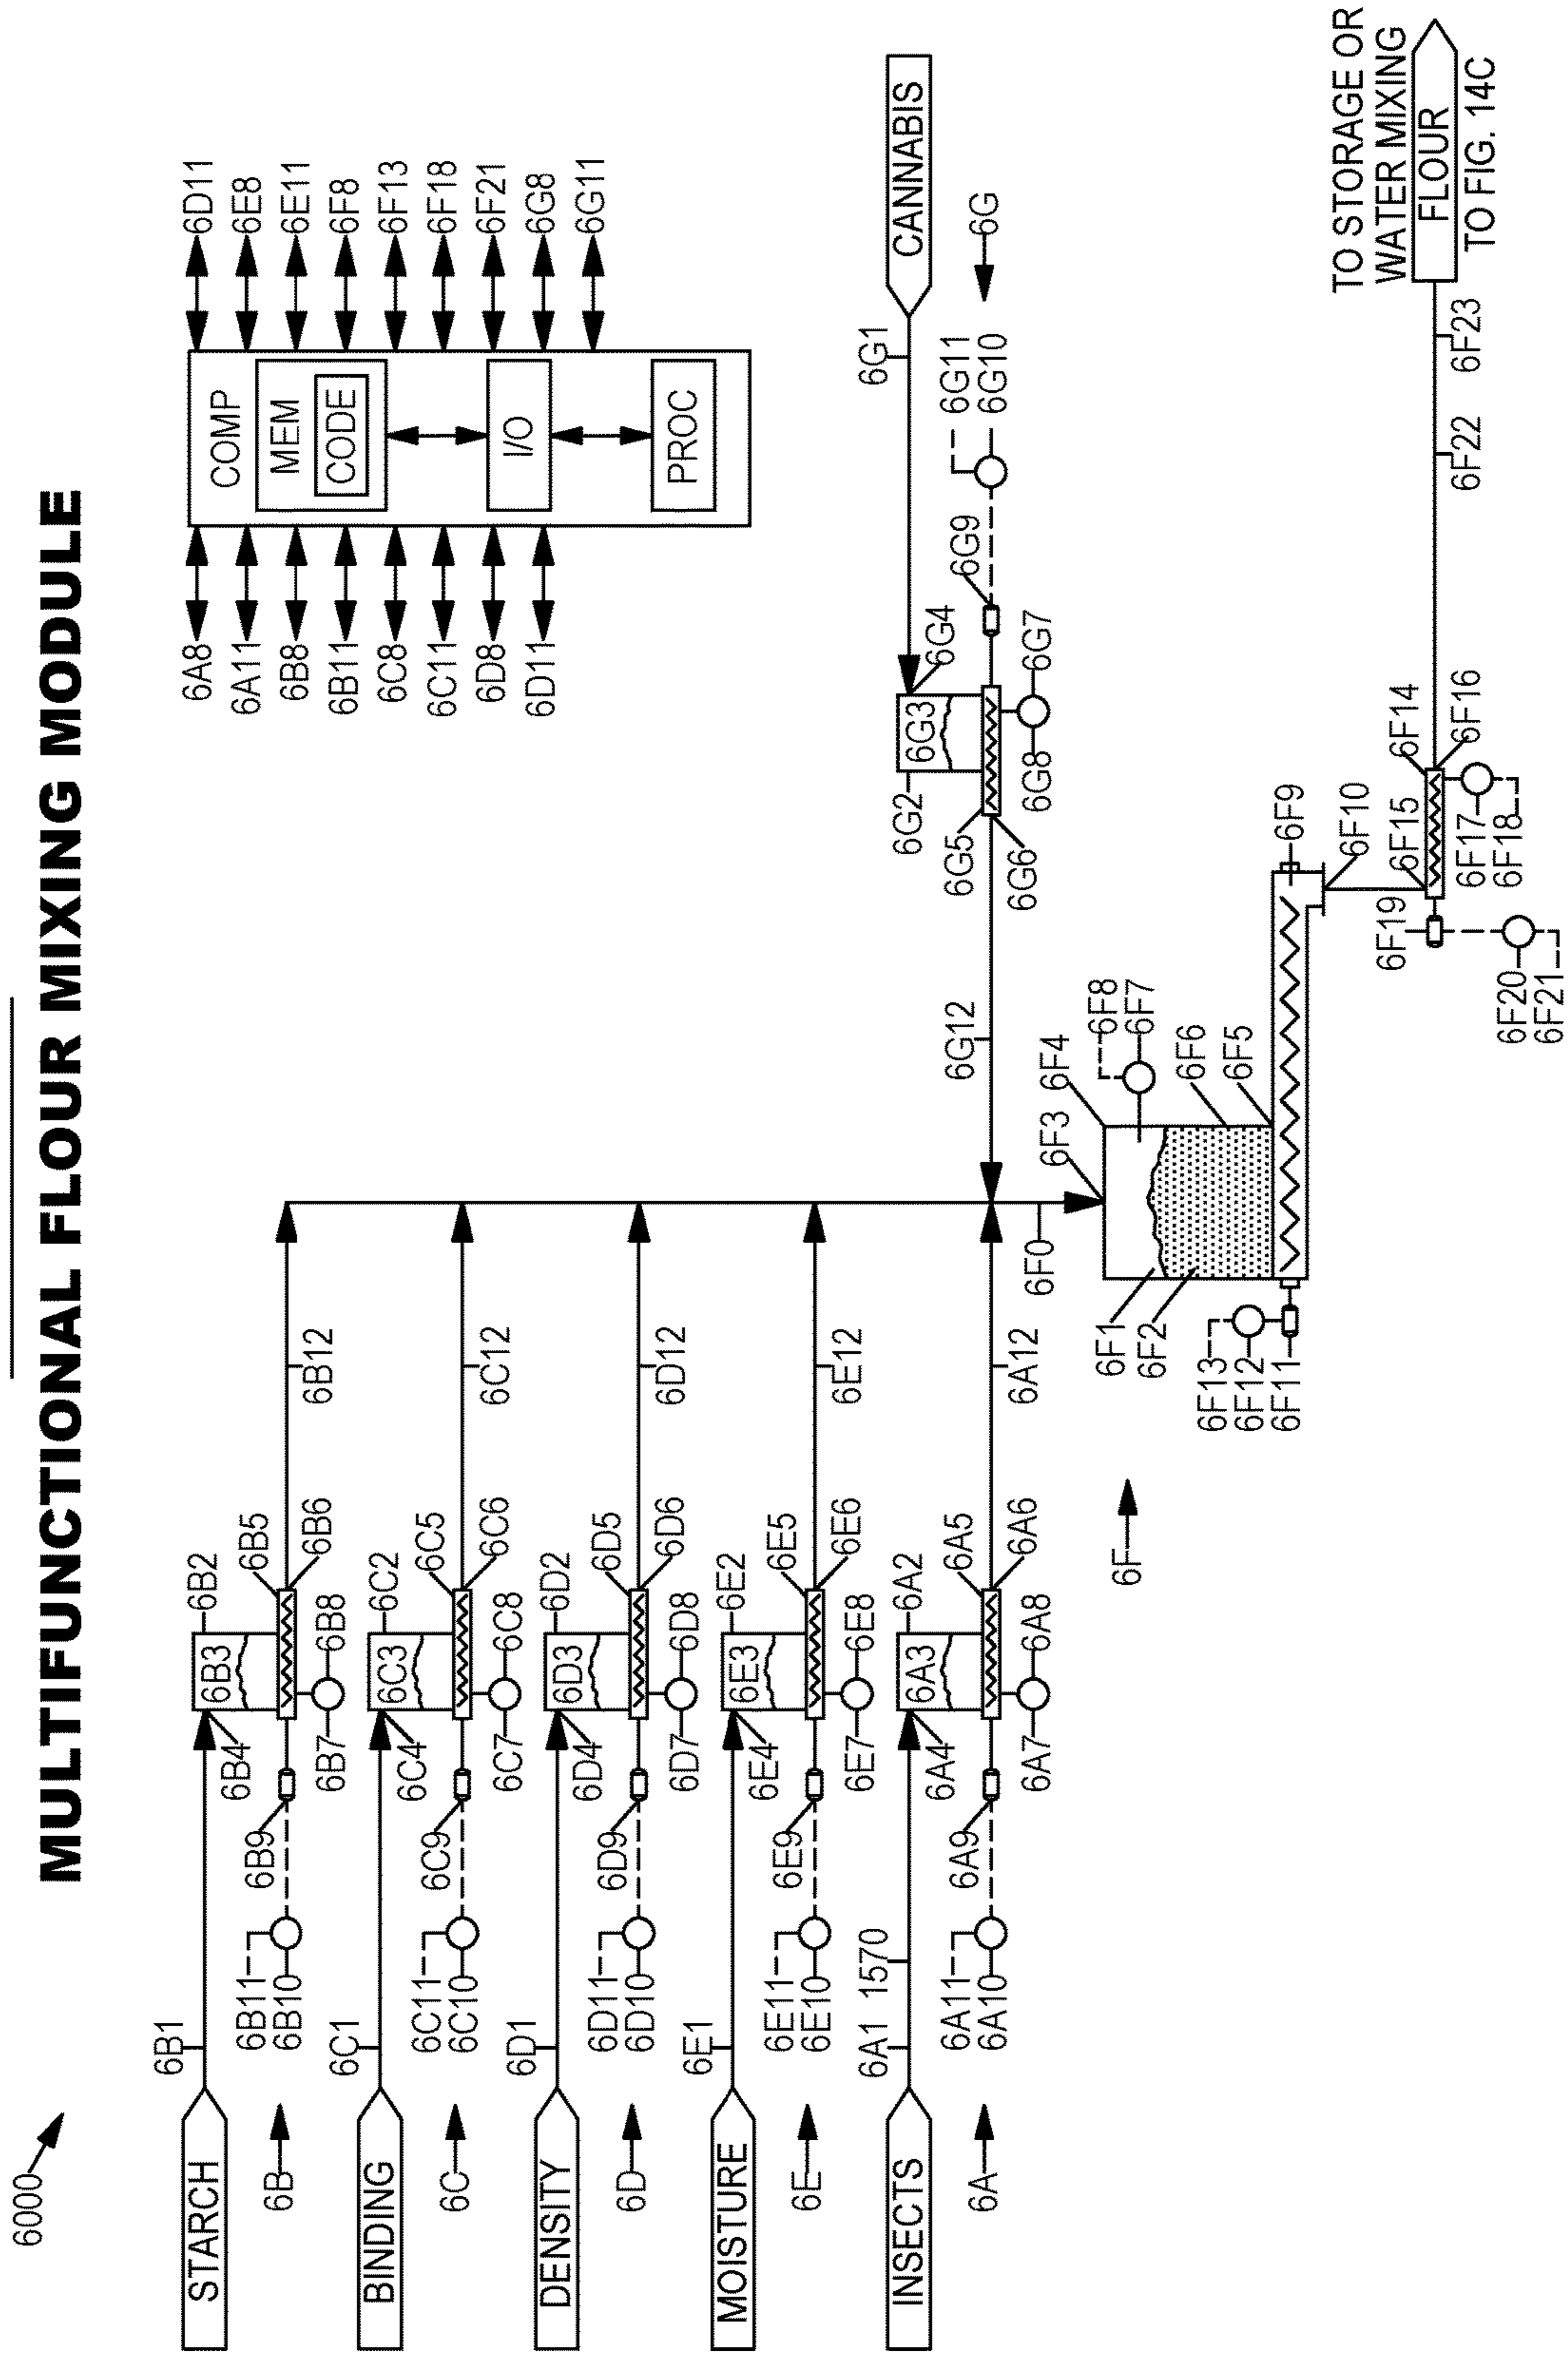 6000
MULTIFUNCTIONAL FLOUR MIXING MODULE
STARCH
6B1
6B
6B11
6B10
6B9
6B4
6B3
6B2
6B5
6B6
6B7
6B8
6B12
BINDING
6C1
6C
6C11
6C10
6C9
6C4
6C3
6C2
6C5
6C6
6C7
6C8
6C12
DENSITY
6D1
6D
6D11
6D10
6D9
6D4
6D3
6D2
6D5
6D6
6D7
6D8
6D12
MOISTURE
6E1
6E
6E11
6E10
6E9
6E4
6E3
6E2
6E5
6E6
6E7
6E8
6E12
INSECTS
6A1 1570
6A
6A11
6A10
6A9
6A4
6A3
6A2
6A5
6A6
6A7
6A8
6A12
6A8
6A11
6B8
6B11
6C8
6C11
6D8
6D11
COMP
MEM
CODE
I/O
PROC
6D11
6E8
6E11
6F8
6F13
6F18
6F21
6G8
6G11
CANNABIS
6G1
6G
6G11
6G10
6G9
6G4
6G3
6G2
6G5
6G6
6G8
6G7
6G12
6F0
6F3
6F4
6F8
6F7
6F6
6F5
6F1
6F2
6F13
6F12
6F11
6F
6F9
6F10
6F15
6F14
6F16
6F17
6F18
6F19
6F20
6F21
6F22
6F23
TO STORAGE OR
WATER MIXING
FLOUR
TO FIG. 14C